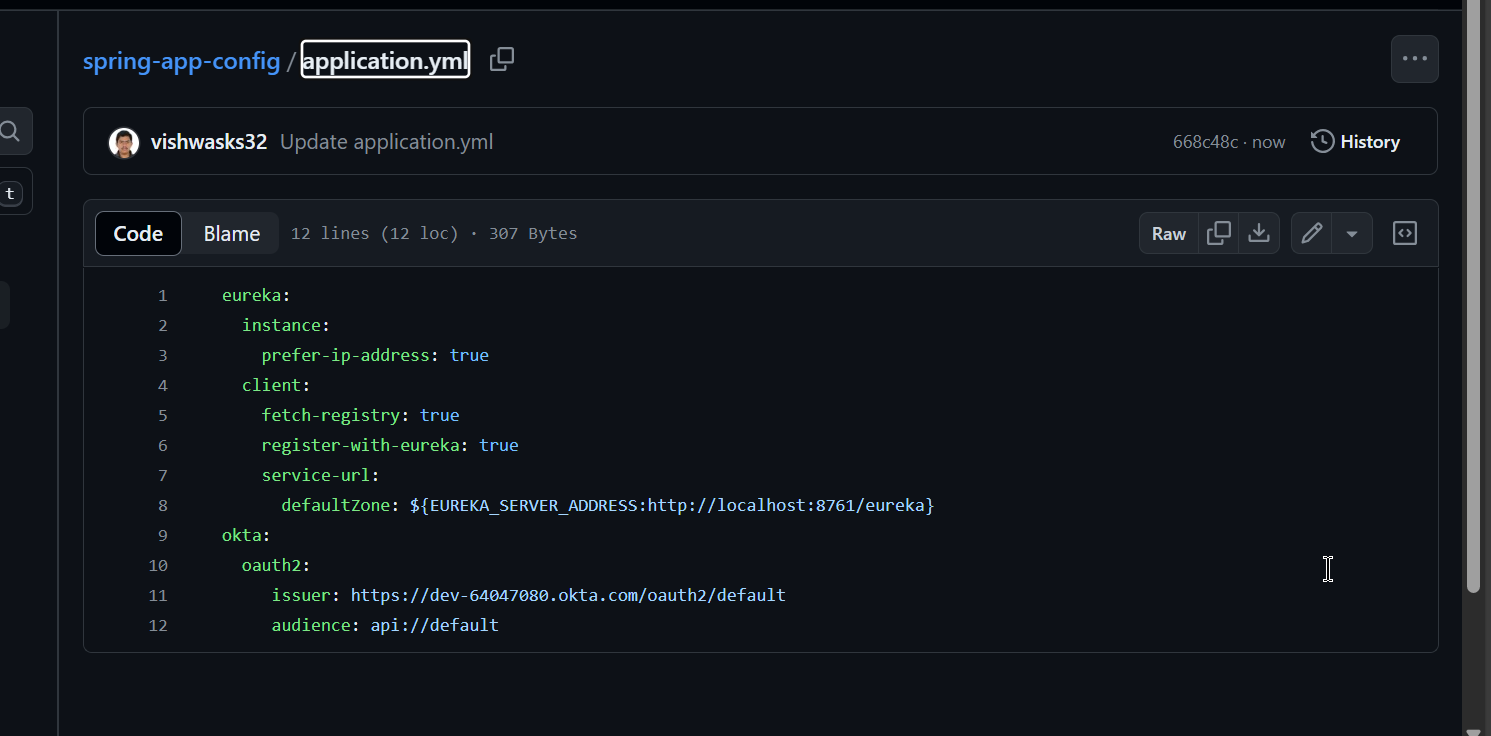 spring-app-config / application.yml
vishwasks32 Update application.yml 668c48c · now History
t
Code Blame 12 lines (12 loc) · 307 Bytes Raw
1 eureka:
2   instance:
3     prefer-ip-address: true
4   client:
5     fetch-registry: true
6     register-with-eureka: true
7     service-url:
8       defaultZone: ${EUREKA_SERVER_ADDRESS:http://localhost:8761/eureka}
9 okta:
10   oauth2:
11      issuer: https://dev-64047080.okta.com/oauth2/default
12      audience: api://default